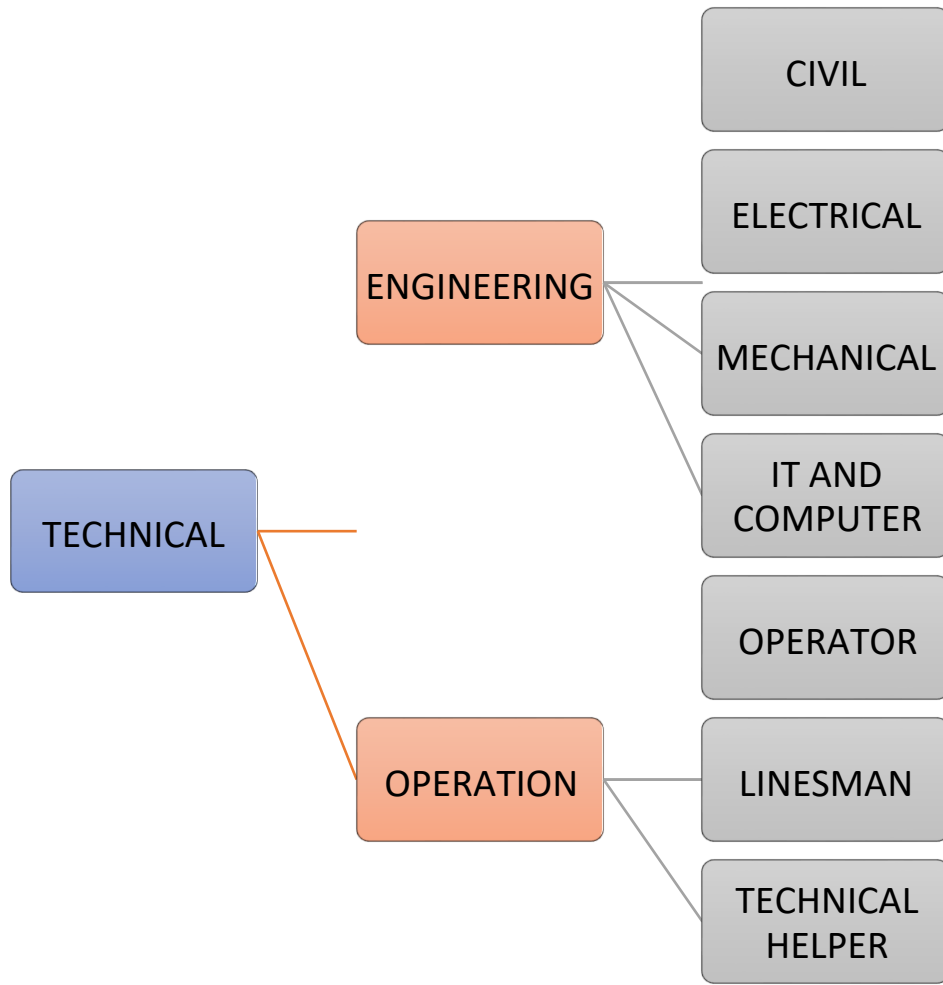 CIVIL
ELECTRICAL
ENGINEERING
MECHANICAL
IT AND
COMPUTER
TECHNICAL
OPERATOR
OPERATION
LINESMAN
TECHNICAL
HELPER